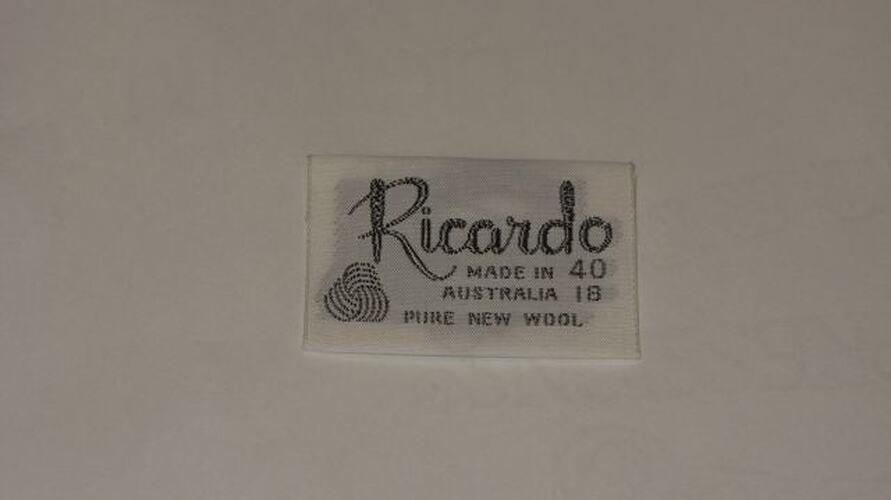 Ricardo
MADE IN 40
AUSTRALIA 18
PURE NEW WOOL